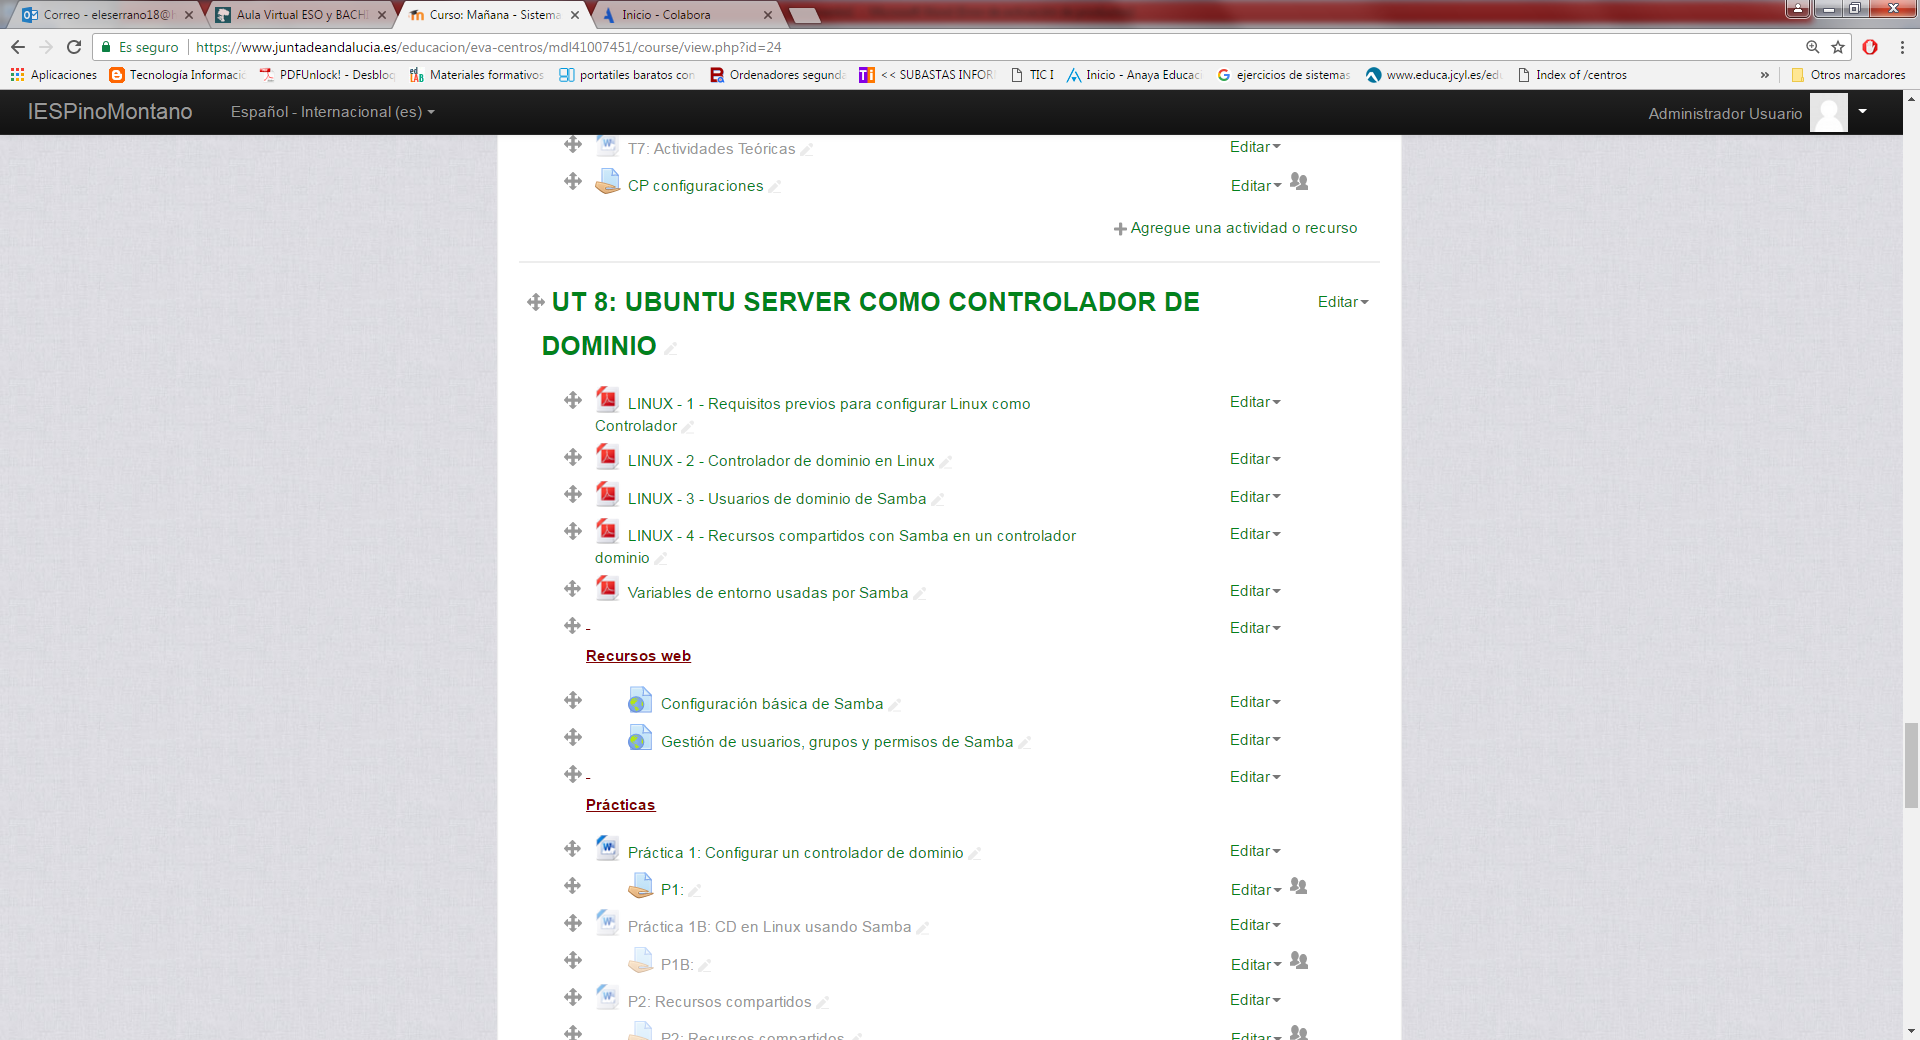 Correo - eleserrano18@h
Aula Virtual ESO y BACHI
Curso: Mañana - Sistema
Inicio - Colabora
Es seguro
https://www.juntadeandalucia.es/educacion/eva-centros/mdl41007451/course/view.php?id=24
Aplicaciones
Tecnología Informáci
PDFUnlock! - Desbloq
Materiales formativos
portatiles baratos con
Ordenadores segund
<< SUBASTAS INFOR
TIC I
Inicio - Anaya Educac
ejercicios de sistemas
www.educa.jcyl.es/ed
Index of /centros
»
Otros marcadores
IESPinoMontano
Español - Internacional (es)
Administrador Usuario
T7: Actividades Teóricas
Editar
CP configuraciones
Editar
Agregue una actividad o recurso
UT 8: UBUNTU SERVER COMO CONTROLADOR DE
Editar
DOMINIO
LINUX - 1 - Requisitos previos para configurar Linux como
Editar
Controlador
LINUX - 2 - Controlador de dominio en Linux
Editar
LINUX - 3 - Usuarios de dominio de Samba
Editar
LINUX - 4 - Recursos compartidos con Samba en un controlador
Editar
dominio
Variables de entorno usadas por Samba
Editar
-
Editar
Recursos web
Configuración básica de Samba
Editar
Gestión de usuarios, grupos y permisos de Samba
Editar
-
Editar
Prácticas
Práctica 1: Configurar un controlador de dominio
Editar
P1:
Editar
Práctica 1B: CD en Linux usando Samba
Editar
P1B:
Editar
P2: Recursos compartidos
Editar
P2: Recursos compartidos
Editar